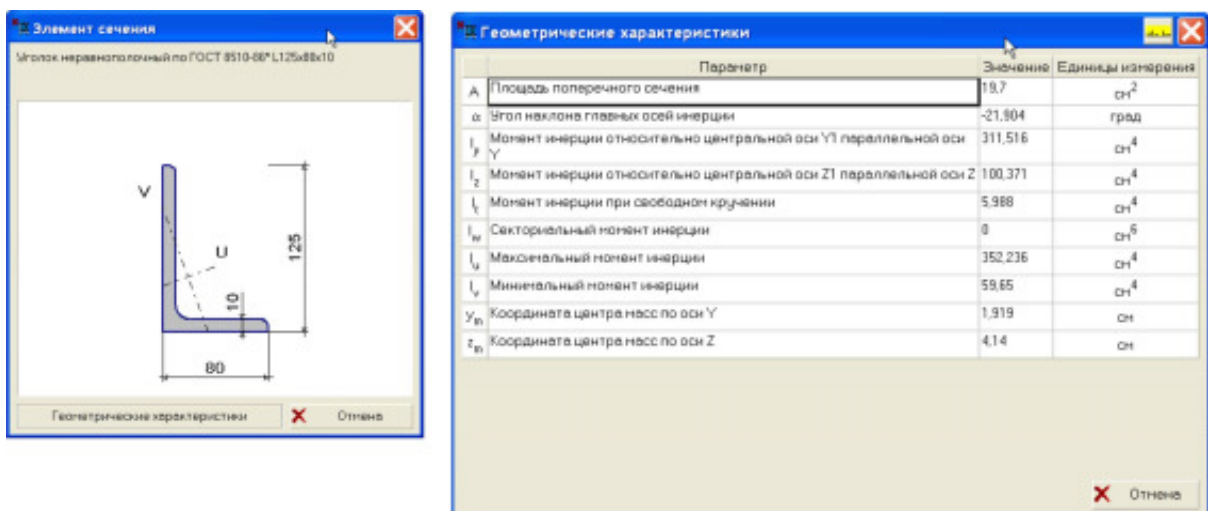 Элемент сечения
Уголок неравнополочный по ГОСТ 8510-86* L125x80x10
V
U
125
10
80
Геометрические характеристики
Отмена
Геометрические характеристики
Параметр Значение Единицы измерения
A Площадь поперечного сечения 19,7 см2
α Угол наклона главных осей инерции -21,904 град
Iy Момент инерции относительно центральной оси Y1 параллельной оси
Y 311,516 см4
Iz Момент инерции относительно центральной оси Z1 параллельной оси Z 100,371 см4
It Момент инерции при свободном кручении 5,988 см4
Iw Секториальный момент инерции 0 см6
Iu Максимальный момент инерции 352,236 см4
Iv Минимальный момент инерции 59,65 см4
ym Координата центра масс по оси Y 1,919 см
zm Координата центра масс по оси Z 4,14 см
Отмена